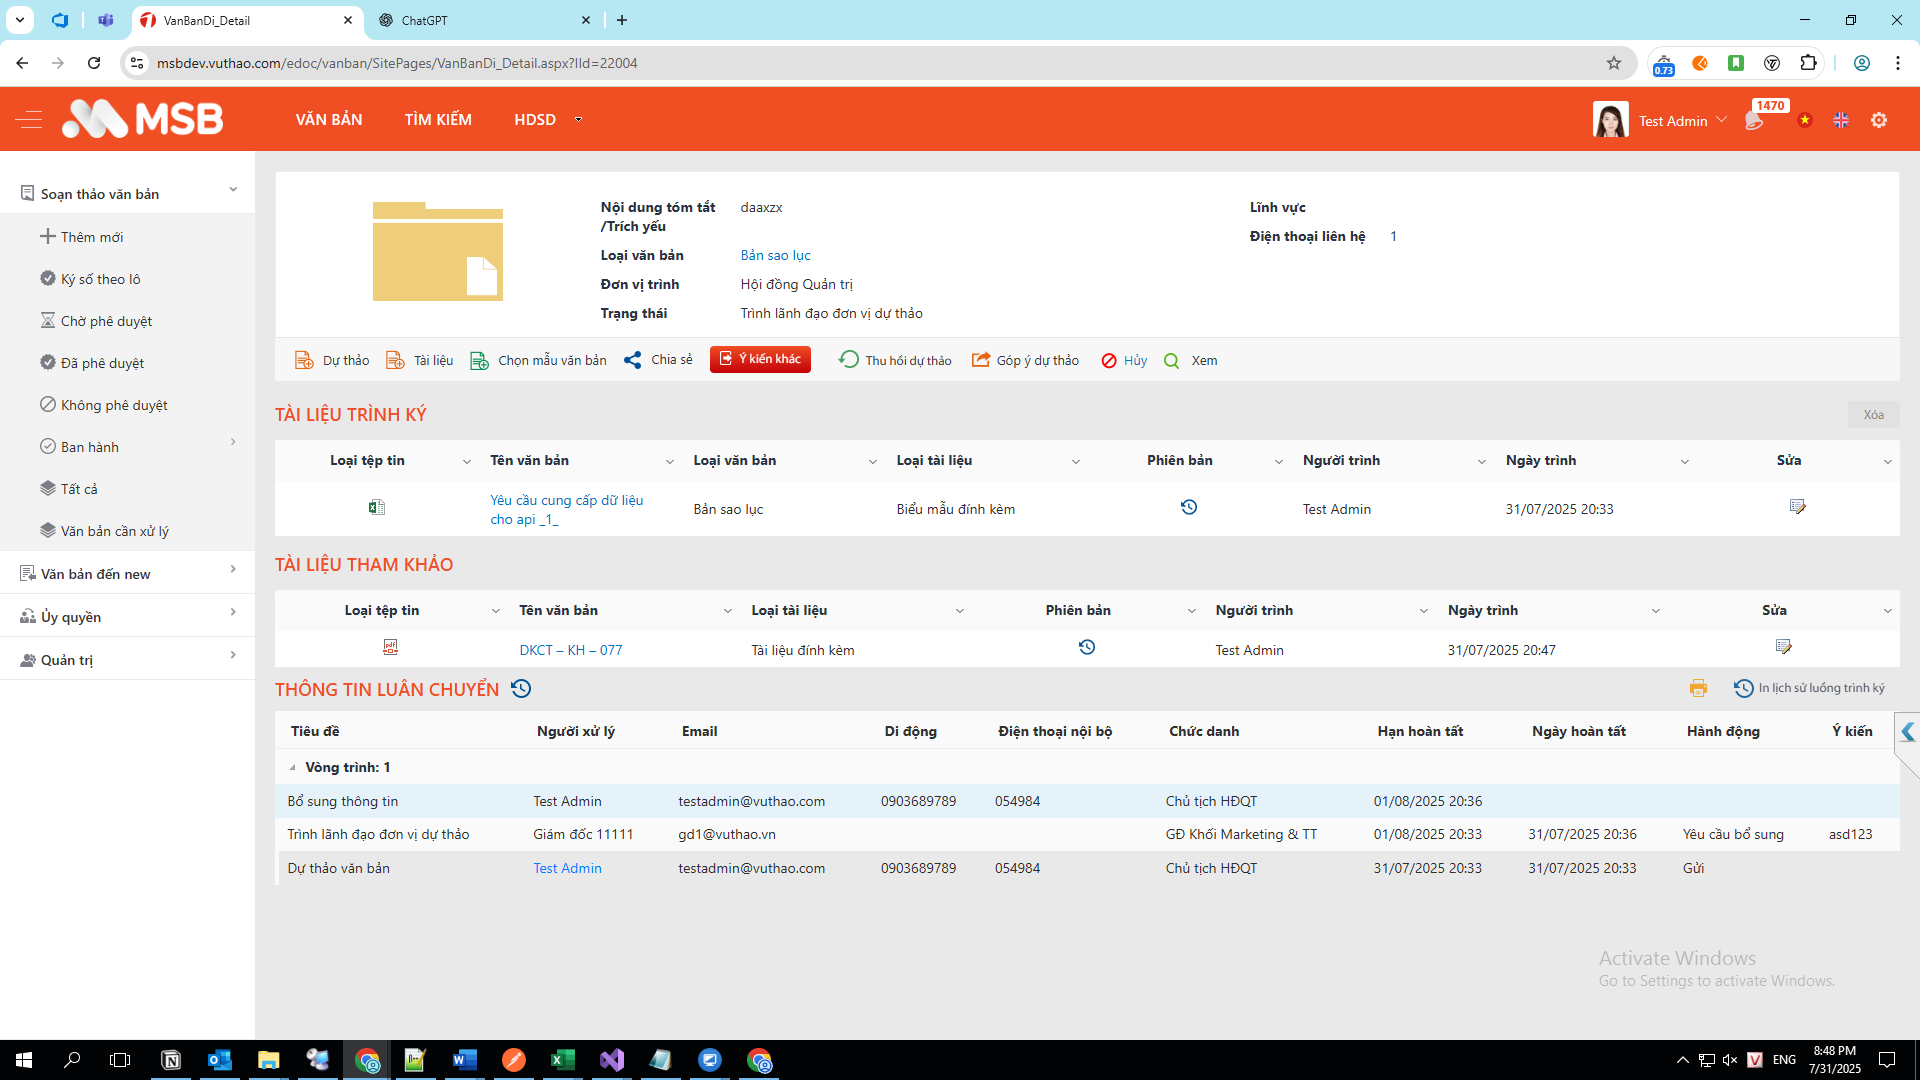 VanBanDi_Detail
ChatGPT
msbdev.vuthao.com/edoc/vanban/SitePages/VanBanDi_Detail.aspx?IId=22004
0.73
MSB
VĂN BẢN
TÌM KIẾM
HDSD
Test Admin
1470
Soạn thảo văn bản
Thêm mới
Ký số theo lô
Chờ phê duyệt
Đã phê duyệt
Không phê duyệt
Ban hành
Tất cả
Văn bản cần xử lý
Văn bản đến new
Ủy quyền
Quản trị
Nội dung tóm tắt /Trích yếu daaxzx
Loại văn bản Bản sao lục
Đơn vị trình Hội đồng Quản trị
Trạng thái Trình lãnh đạo đơn vị dự thảo
Lĩnh vực
Điện thoại liên hệ 1
Dự thảo Tài liệu Chọn mẫu văn bản Chia sẻ Ý kiến khác Thu hồi dự thảo Góp ý dự thảo Hủy Xem
TÀI LIỆU TRÌNH KÝ
Xóa
Loại tệp tin Tên văn bản Loại văn bản Loại tài liệu Phiên bản Người trình Ngày trình Sửa
Yêu cầu cung cấp dữ liệu cho api _1_ Bản sao lục Biểu mẫu đính kèm Test Admin 31/07/2025 20:33
TÀI LIỆU THAM KHẢO
Loại tệp tin Tên văn bản Loại tài liệu Phiên bản Người trình Ngày trình Sửa
DKCT – KH – 077 Tài liệu đính kèm Test Admin 31/07/2025 20:47
THÔNG TIN LUÂN CHUYỂN
In lịch sử luồng trình ký
Tiêu đề Người xử lý Email Di động Điện thoại nội bộ Chức danh Hạn hoàn tất Ngày hoàn tất Hành động Ý kiến
Vòng trình: 1
Bổ sung thông tin Test Admin testadmin@vuthao.com 0903689789 054984 Chủ tịch HĐQT 01/08/2025 20:36
Trình lãnh đạo đơn vị dự thảo Giám đốc 11111 gd1@vuthao.vn GĐ Khối Marketing & TT 01/08/2025 20:33 31/07/2025 20:36 Yêu cầu bổ sung asd123
Dự thảo văn bản Test Admin testadmin@vuthao.com 0903689789 054984 Chủ tịch HĐQT 31/07/2025 20:33 31/07/2025 20:33 Gửi
Activate Windows
Go to Settings to activate Windows.
ENG
8:48 PM
7/31/2025